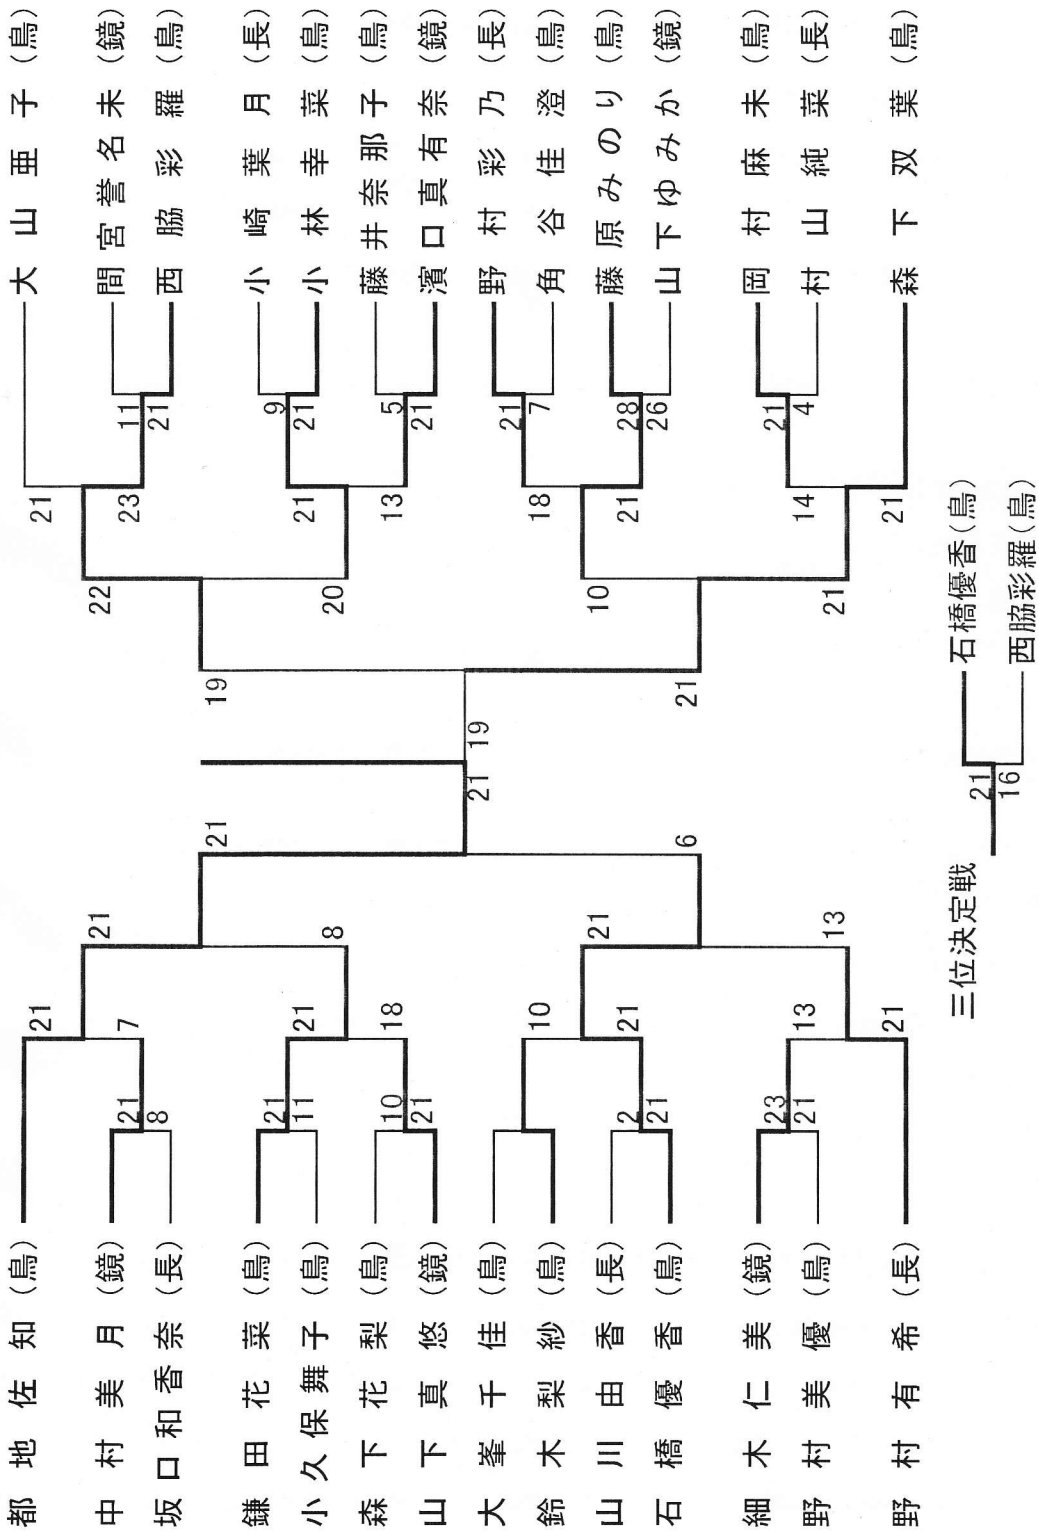 大山亜子（鳥）
間宮誉名未（鏡）
西脇彩羅（鳥）
小崎葉月（長）
小林幸菜（鳥）
藤井奈那子（鳥）
濱口真有奈（鏡）
野村彩乃（長）
角谷佳澄（鳥）
藤原みのり（鳥）
山下ゆみか（鏡）
岡村麻未（鳥）
村山純菜（長）
森下双葉（鳥）
11
21
9
21
5
21
21
7
28
26
21
4
21
23
21
13
18
21
14
21
22
20
10
21
19
21
19
21
21
6
21
8
21
13
21
7
21
18
10
21
13
21
21
8
21
11
10
21
2
21
23
21
都地佐知（鳥）
中村美月（鏡）
坂口和香奈（長）
鎌田花菜（鳥）
小久保舞子（鳥）
森下花梨（鳥）
山下真悠（鏡）
大峯千佳（鳥）
鈴木梨紗（鳥）
山川由香（長）
石橋優香（鳥）
細木仁美（鏡）
野村美優（鳥）
野村有希（長）
三位決定戦
21
16
石橋優香（鳥）
西脇彩羅（鳥）